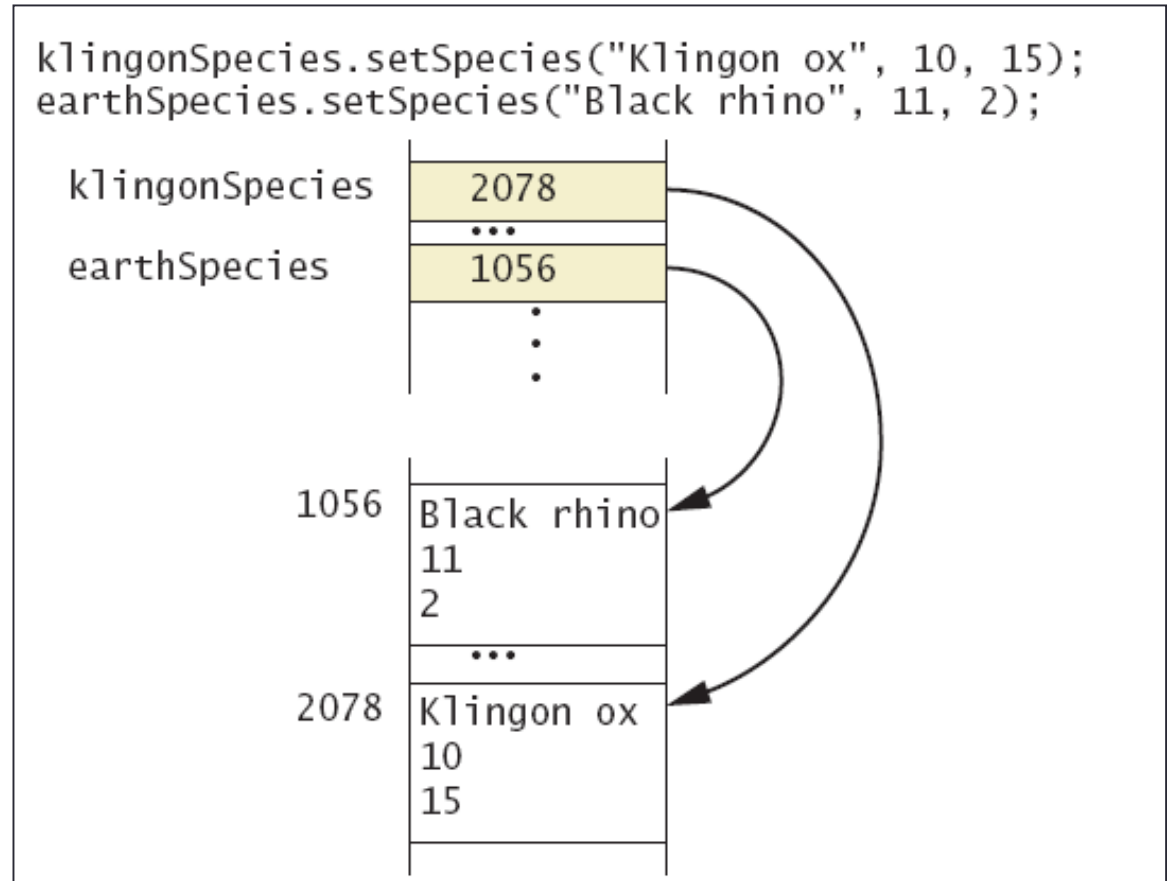 klingonSpecies.setSpecies("Klingon ox", 10, 15);
earthSpecies.setSpecies("Black rhino", 11, 2);
klingonSpecies 2078
...
earthSpecies 1056
1056 Black rhino
11
2
...
2078 Klingon ox
10
15